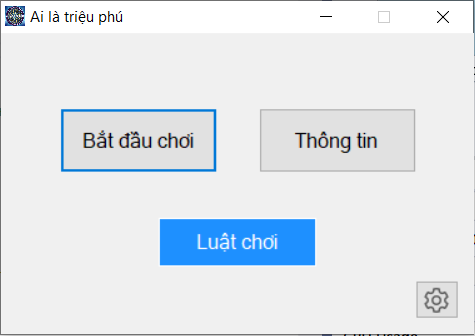 Ai là triệu phú
Bắt đầu chơi
Thông tin
Luật chơi